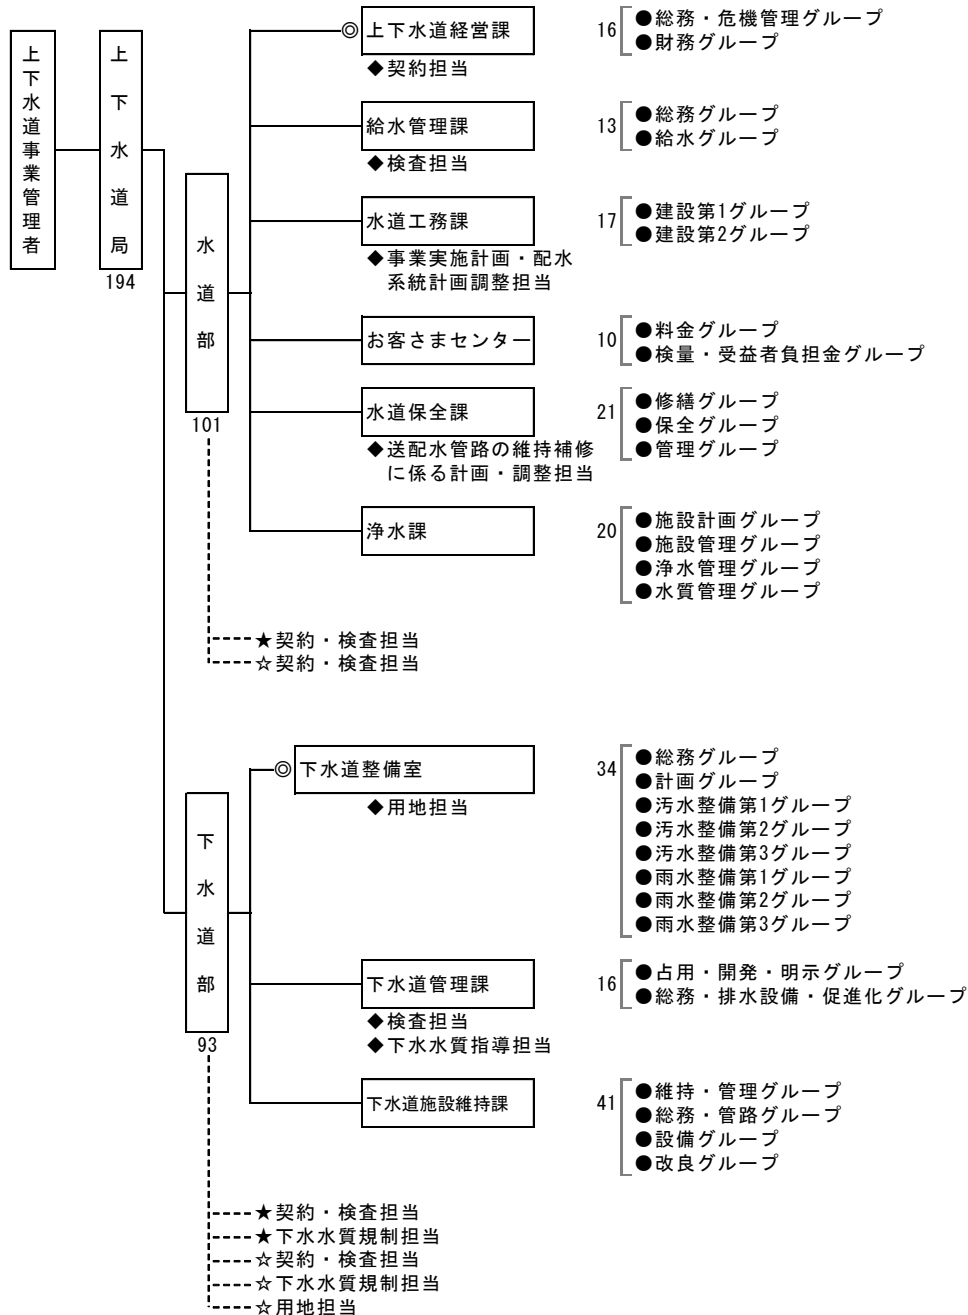 上下水道事業管理者
上下水道局
194
水道部
101
◎上下水道経営課
◆契約担当
16
●総務・危機管理グループ
●財務グループ
給水管理課
◆検査担当
13
●総務グループ
●給水グループ
水道工務課
◆事業実施計画・配水
系統計画調整担当
17
●建設第1グループ
●建設第2グループ
お客さまセンター
10
●料金グループ
●検量・受益者負担金グループ
水道保全課
◆送配水管路の維持補修
に係る計画・調整担当
21
●修繕グループ
●保全グループ
●管理グループ
浄水課
20
●施設計画グループ
●施設管理グループ
●浄水管理グループ
●水質管理グループ
★契約・検査担当
☆契約・検査担当
下水道部
93
◎下水道整備室
◆用地担当
34
●総務グループ
●計画グループ
●汚水整備第1グループ
●汚水整備第2グループ
●汚水整備第3グループ
●雨水整備第1グループ
●雨水整備第2グループ
●雨水整備第3グループ
下水道管理課
◆検査担当
◆下水水質指導担当
16
●占用・開発・明示グループ
●総務・排水設備・促進化グループ
下水道施設維持課
41
●維持・管理グループ
●総務・管路グループ
●設備グループ
●改良グループ
★契約・検査担当
★下水水質規制担当
☆契約・検査担当
☆下水水質規制担当
☆用地担当